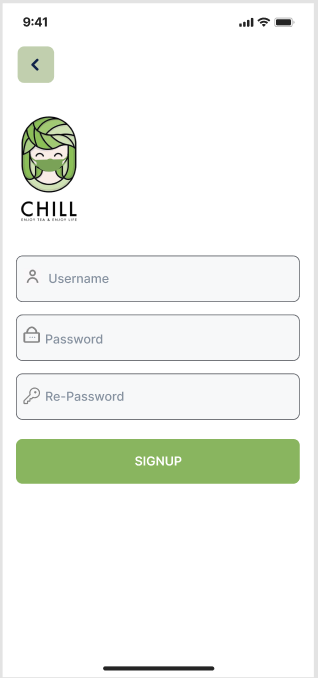 9:41
CHILL
ENJOY TEA & ENJOY LIFE
Username
Password
Re-Password
SIGNUP